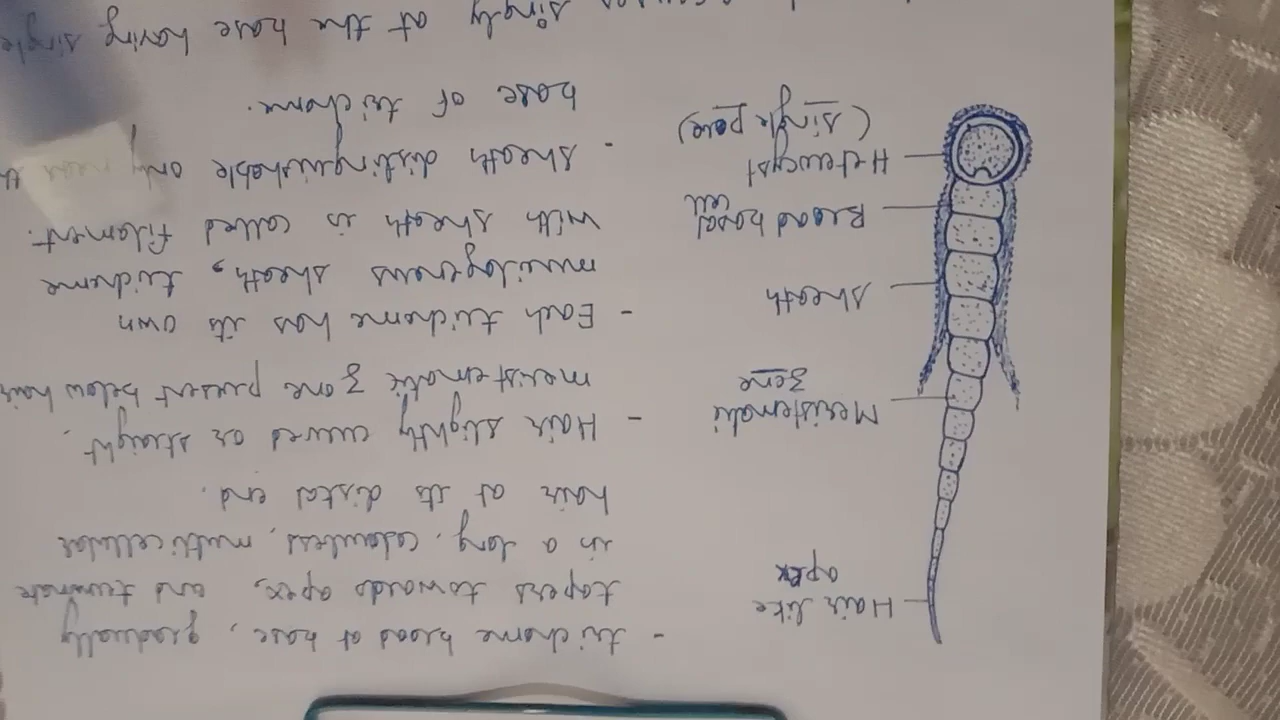 Hair like
apex
Meristematic
zone
sheath
Broad basal
cell
Heterocyst
(single pore)
- trichome broad at base, gradually
tapers towards apex, and terminate
in a long, colourless, multicellular
hair at its distal end.
- Hair slightly curved or straight.
meristematic zone present below hair
- Each trichome has its own
mucilagenous sheath, trichome
with sheath is called filament.
- sheath distinguishable only near
base of trichome.
singly at the base having single